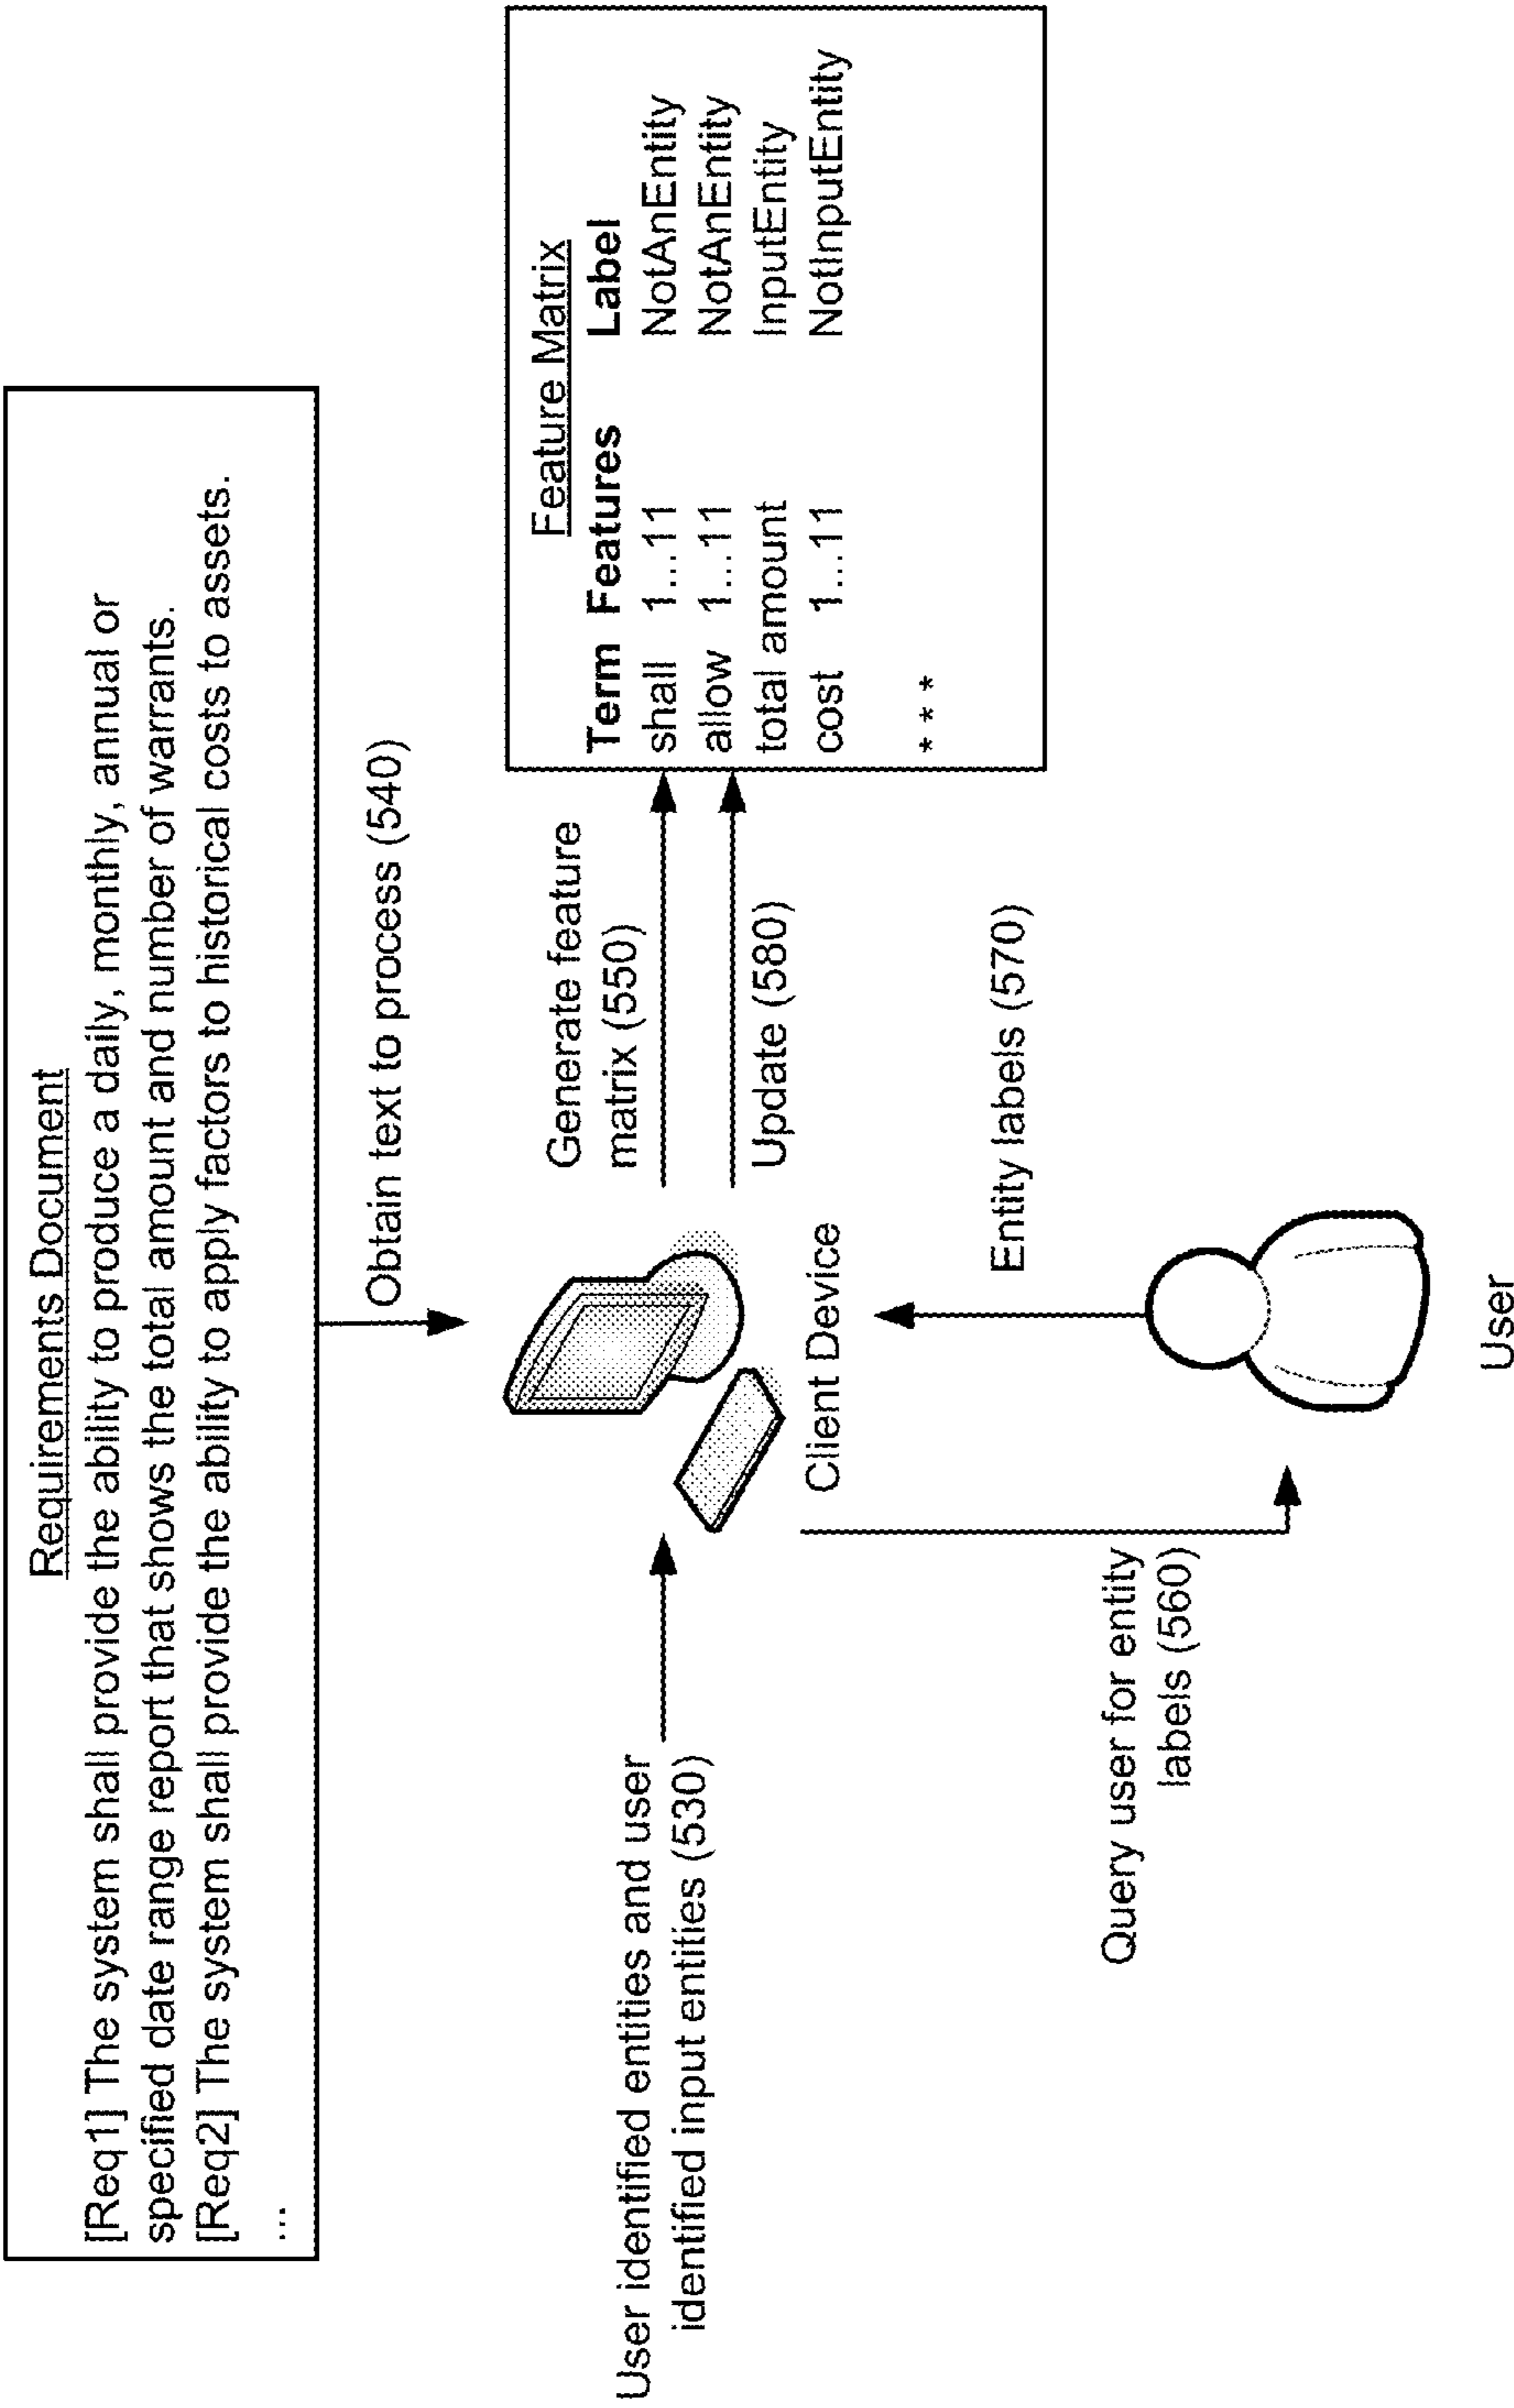 Requirements Document
[Req1] The system shall provide the ability to produce a daily, monthly, annual or
specified date range report that shows the total amount and number of warrants.
[Req2] The system shall provide the ability to apply factors to historical costs to assets.
...
Obtain text to process (540)
User identified entities and user
identified input entities (530)
Client Device
Generate feature
matrix (550)
Update (580)
Feature Matrix
Term Features Label
shall 1...11 NotAnEntity
allow 1...11 NotAnEntity
total amount InputEntity
cost 1...11 NotInputEntity
* * *
Query user for entity
labels (560)
Entity labels (570)
User